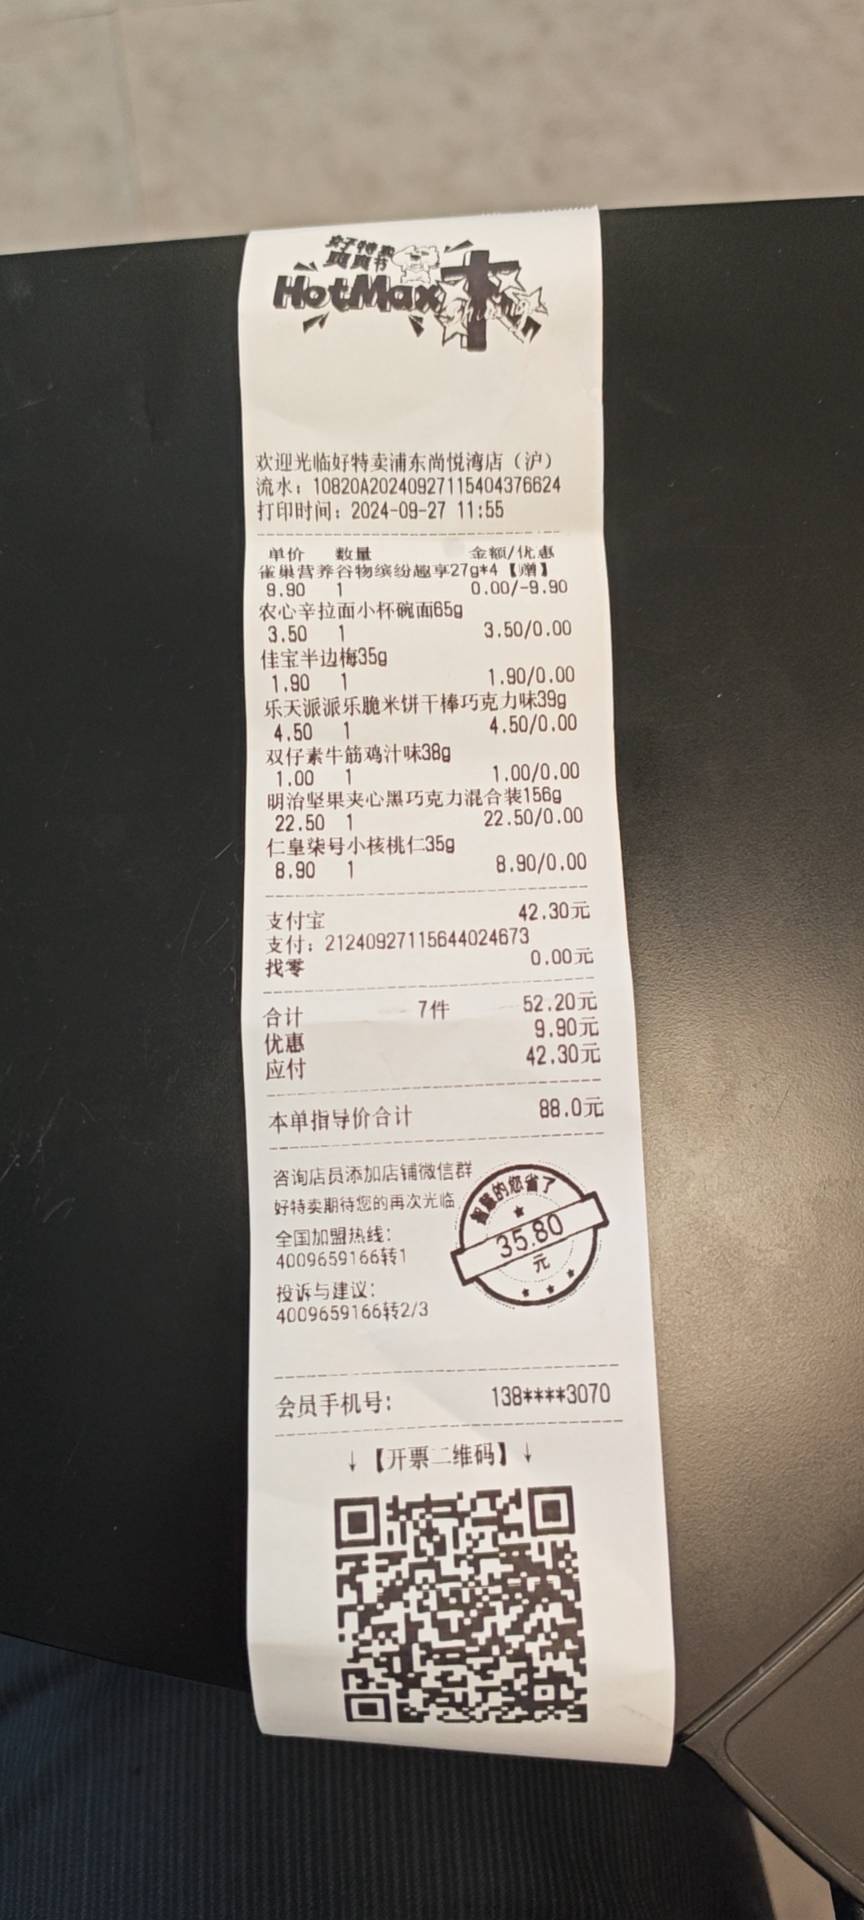 好特卖
HotMax
欢迎光临好特卖浦东尚悦湾店（沪）
流水：10820A20240927115404376624
打印时间：2024-09-27 11:55
单价 数量 金额/优惠
雀巢营养谷物缤纷趣享27g*4【赠】
9.90 1 0.00/-9.90
农心辛拉面小杯碗面65g
3.50 1 3.50/0.00
佳宝半边梅35g
1.90 1 1.90/0.00
乐天派派乐脆米饼干棒巧克力味39g
4.50 1 4.50/0.00
双仔素牛筋鸡汁味38g
1.00 1 1.00/0.00
明治坚果夹心黑巧克力混合装156g
22.50 1 22.50/0.00
仁皇柒号小核桃仁35g
8.90 1 8.90/0.00
支付宝 42.30元
支付：21240927115644024673
找零 0.00元
合计 7件 52.20元
优惠 9.90元
应付 42.30元
本单指导价合计 88.0元
咨询店员添加店铺微信群
好特卖期待您的再次光临
全国加盟热线：
4009659166转1
投诉与建议：
4009659166转2/3
智慧的您省了
35.80
元
会员手机号： 138****3070
↓【开票二维码】↓